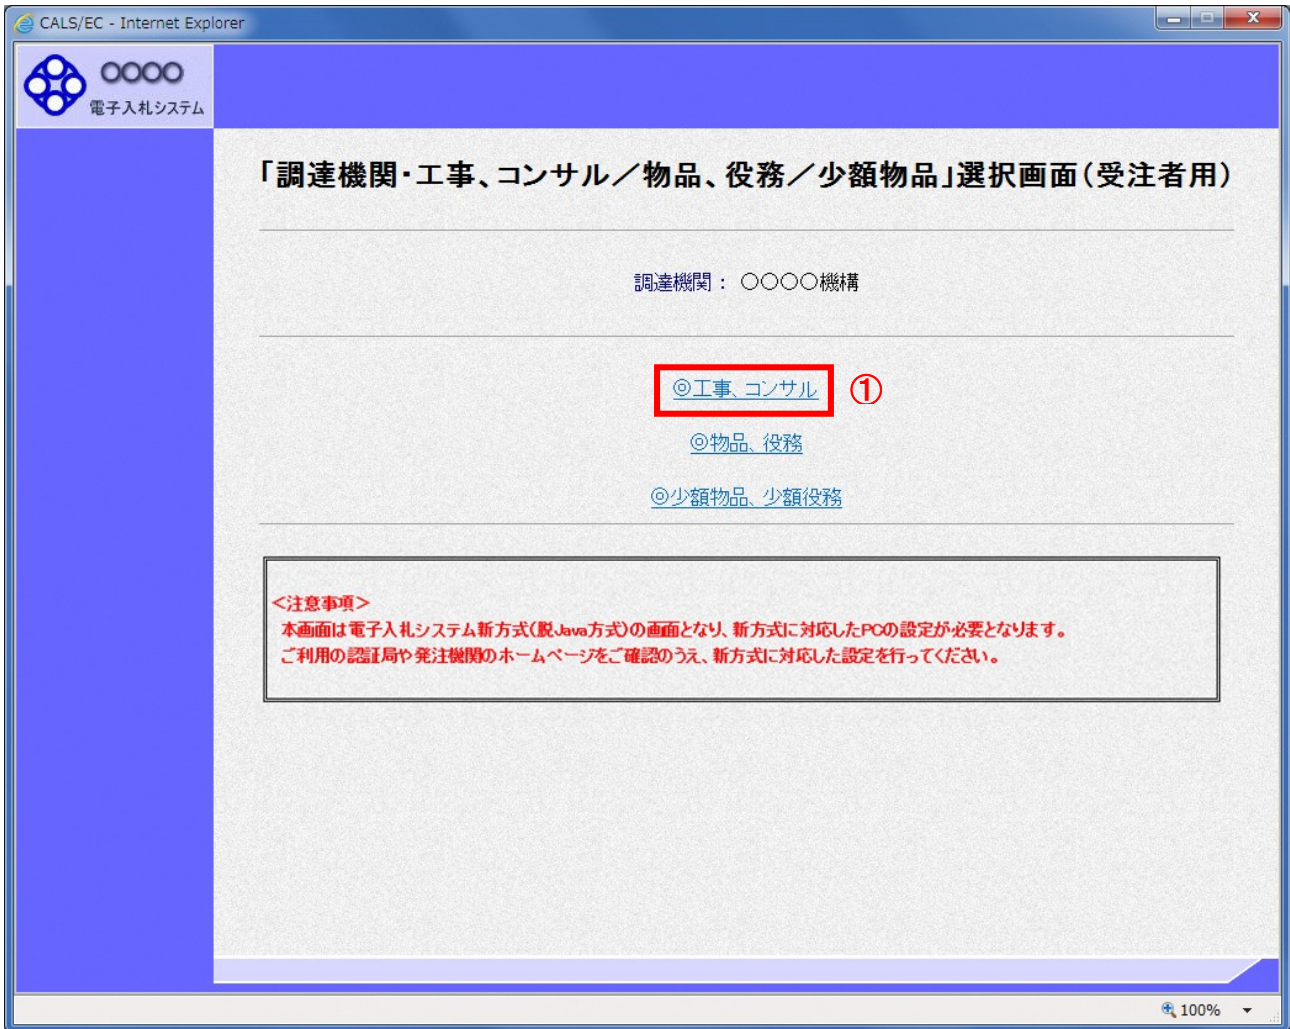 CALS/EC - Internet Explorer
○○○○
電子入札システム
「調達機関・工事、コンサル／物品、役務／少額物品」選択画面(受注者用)
調達機関： ○○○○機構
◎工事、コンサル ①
◎物品、役務
◎少額物品、少額役務
＜注意事項＞
本画面は電子入札システム新方式(脱Java方式)の画面となり、新方式に対応したPCの設定が必要となります。
ご利用の認証局や発注機関のホームページをご確認のうえ、新方式に対応した設定を行ってください。
100%